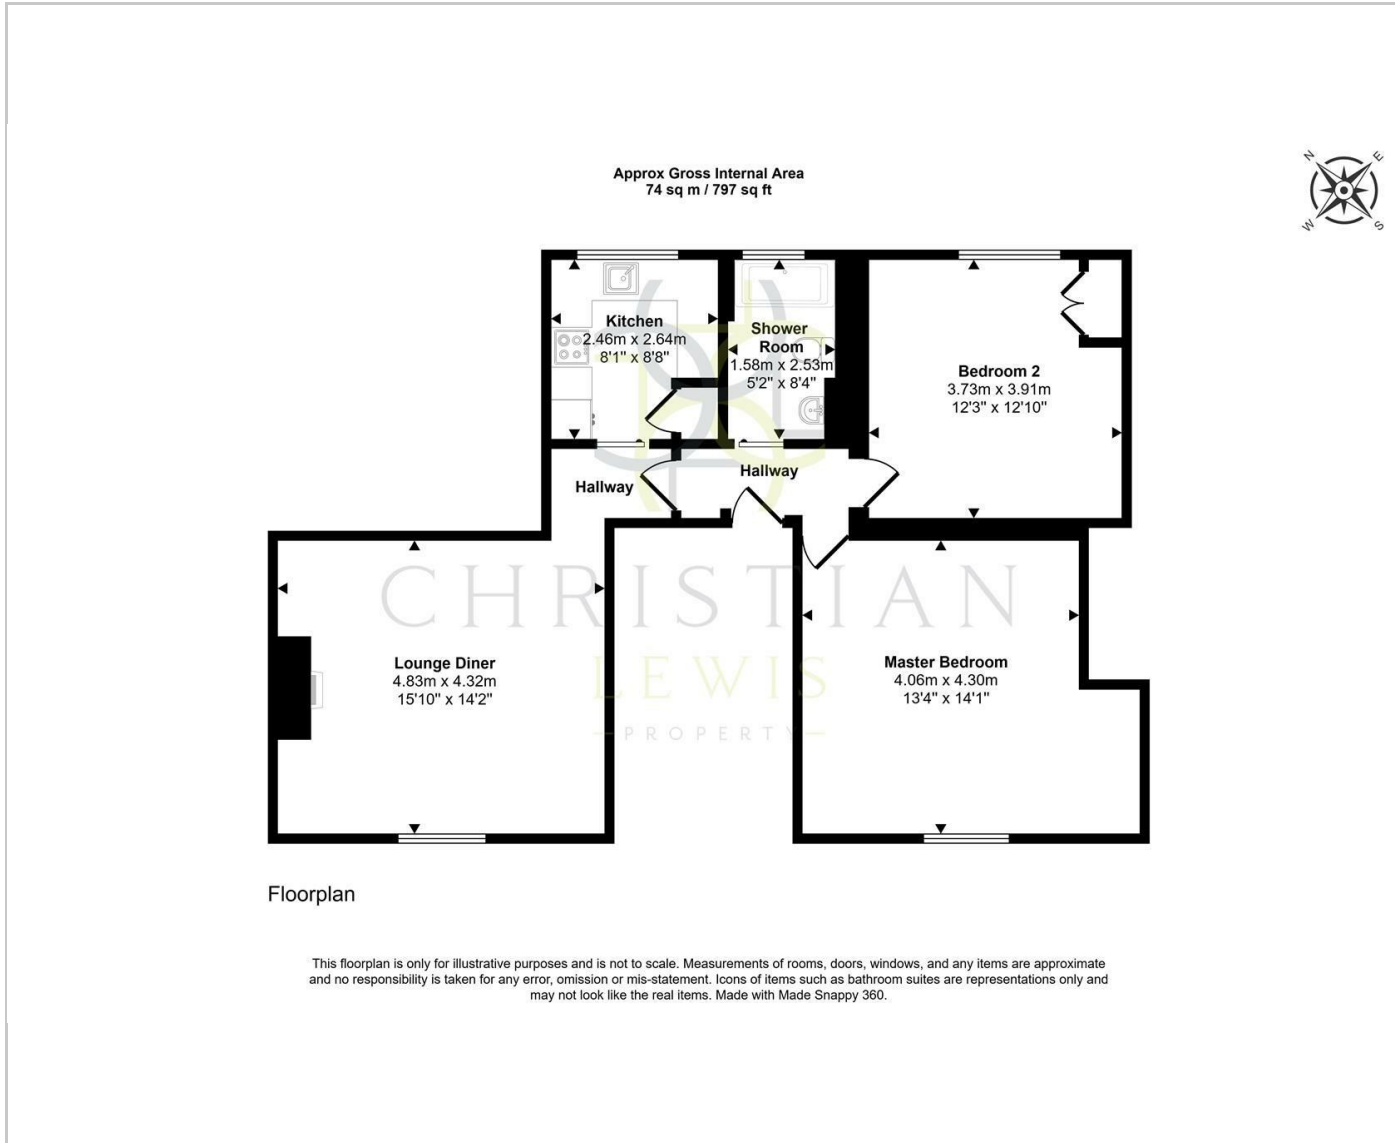 Approx Gross Internal Area
74 sq m / 797 sq ft
N
E
W
S
Kitchen
2.46m x 2.64m
8'1" x 8'8"
Shower
Room
1.58m x 2.53m
5'2" x 8'4"
Bedroom 2
3.73m x 3.91m
12'3" x 12'10"
Hallway
Hallway
CHRISTIAN
LEWIS
PROPERTY
Lounge Diner
4.83m x 4.32m
15'10" x 14'2"
Master Bedroom
4.06m x 4.30m
13'4" x 14'1"
Floorplan
This floorplan is only for illustrative purposes and is not to scale. Measurements of rooms, doors, windows, and any items are approximate
and no responsibility is taken for any error, omission or mis-statement. Icons of items such as bathroom suites are representations only and
may not look like the real items. Made with Made Snappy 360.